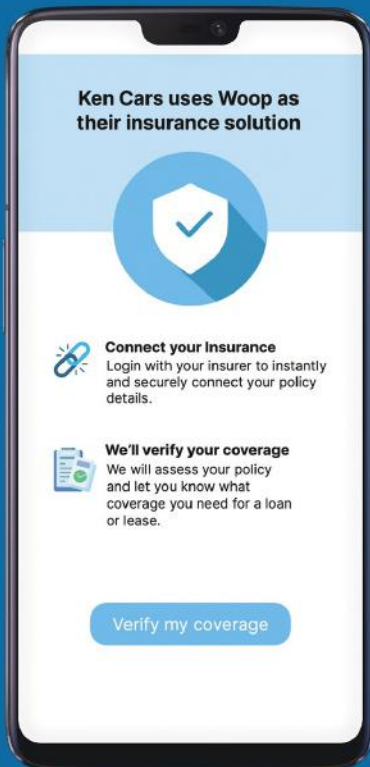 Ken Cars uses Woop as
their insurance solution
Connect your Insurance
Login with your insurer to instantly
and securely connect your policy
details.
We'll verify your coverage
We will assess your policy
and let you know what
coverage you need for a loan
or lease.
Verify my coverage